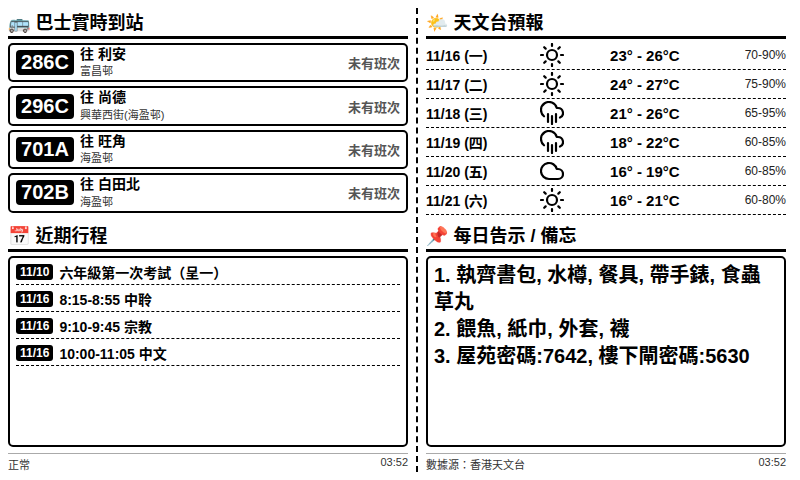 巴士實時到站
286C 往 利安 未有班次
富昌邨
296C 往 尚德 未有班次
興華西街(海盈邨)
701A 往 旺角 未有班次
海盈邨
702B 往 白田北 未有班次
海盈邨
近期行程
11/10 六年級第一次考試（呈一）
11/16 8:15-8:55 中聆
11/16 9:10-9:45 宗教
11/16 10:00-11:05 中文
正常 03:52
天文台預報
11/16 (一) 23° - 26°C 70-90%
11/17 (二) 24° - 27°C 75-90%
11/18 (三) 21° - 26°C 65-95%
11/19 (四) 18° - 22°C 60-85%
11/20 (五) 16° - 19°C 60-85%
11/21 (六) 16° - 21°C 60-80%
每日告示 / 備忘
1. 執齊書包, 水樽, 餐具, 帶手錶, 食蟲
草丸
2. 餵魚, 紙巾, 外套, 襪
3. 屋苑密碼:7642, 樓下閘密碼:5630
數據源：香港天文台 03:52